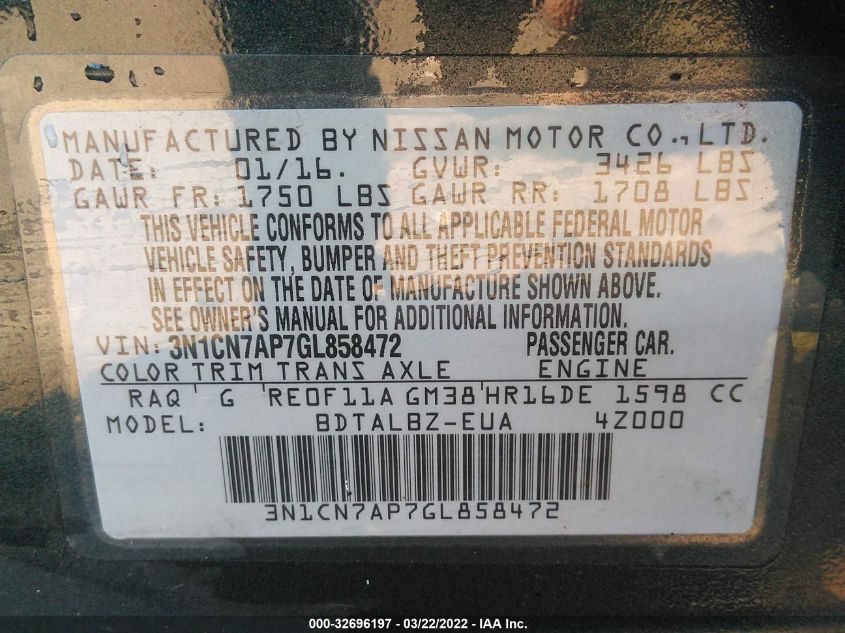 MANUFACTURED BY NISSAN MOTOR CO., LTD.
DATE: 01/16. GVWR: 3426 LBS
GAWR FR: 1750 LBS GAWR RR: 1708 LBS
THIS VEHICLE CONFORMS TO ALL APPLICABLE FEDERAL MOTOR
VEHICLE SAFETY, BUMPER AND THEFT PREVENTION STANDARDS
IN EFFECT ON THE DATE OF MANUFACTURE SHOWN ABOVE.
SEE OWNER'S MANUAL FOR ADDITIONAL INFORMATION.
VIN: 3N1CN7AP7GL858472 PASSENGER CAR.
COLOR TRIM TRANS AXLE ENGINE
RAQ G RE0F11A GM38 HR16DE 1598 CC
MODEL: BDTALBZ-EUA 4Z000
3N1CN7AP7GL858472
000-32696197 / 03/22/2022 - IAA Inc.